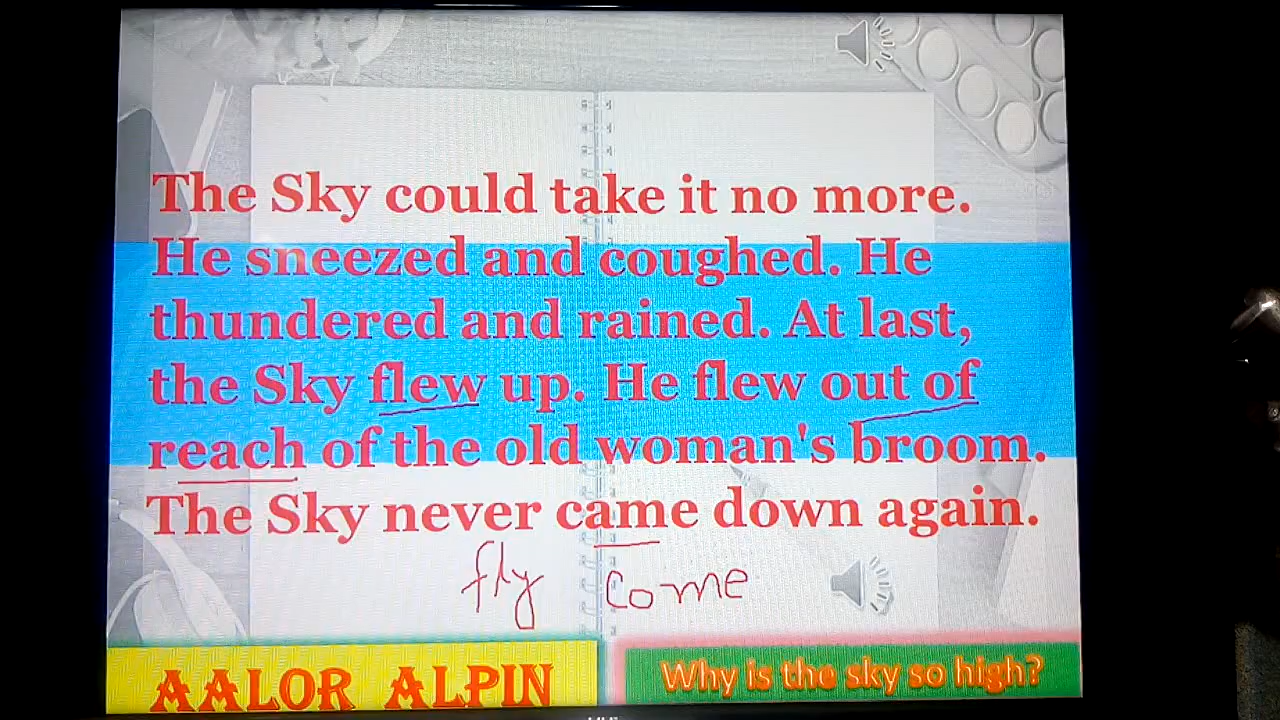 The Sky could take it no more.
He sneezed and coughed. He
thundered and rained. At last,
the Sky flew up. He flew out of
reach of the old woman's broom.
The Sky never came down again.
fly come
AALOR ALPIN
Why is the sky so high?